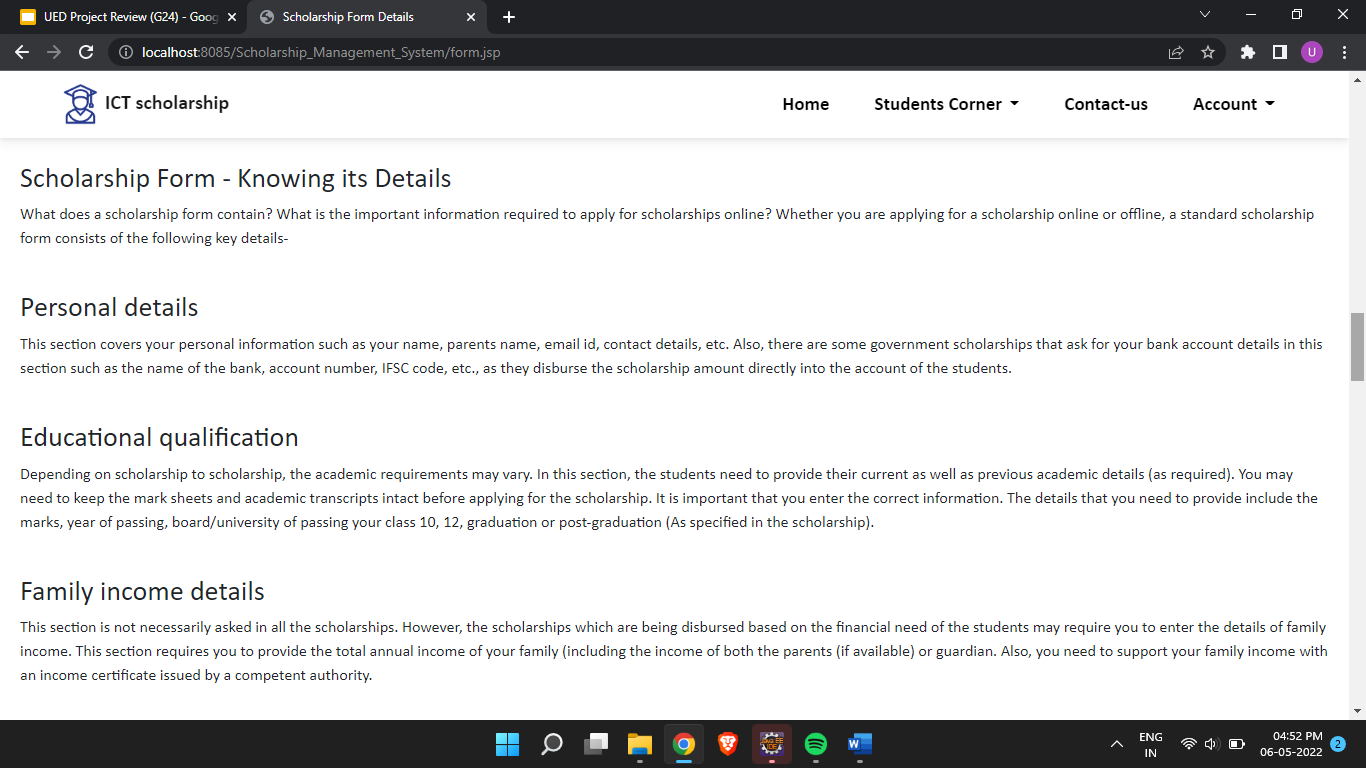 UED Project Review (G24) - Goog
Scholarship Form Details
localhost:8085/Scholarship_Management_System/form.jsp
U
ICT scholarship
Home
Students Corner
Contact-us
Account
Scholarship Form - Knowing its Details
What does a scholarship form contain? What is the important information required to apply for scholarships online? Whether you are applying for a scholarship online or offline, a standard scholarship
form consists of the following key details-
Personal details
This section covers your personal information such as your name, parents name, email id, contact details, etc. Also, there are some government scholarships that ask for your bank account details in this
section such as the name of the bank, account number, IFSC code, etc., as they disburse the scholarship amount directly into the account of the students.
Educational qualification
Depending on scholarship to scholarship, the academic requirements may vary. In this section, the students need to provide their current as well as previous academic details (as required). You may
need to keep the mark sheets and academic transcripts intact before applying for the scholarship. It is important that you enter the correct information. The details that you need to provide include the
marks, year of passing, board/university of passing your class 10, 12, graduation or post-graduation (As specified in the scholarship).
Family income details
This section is not necessarily asked in all the scholarships. However, the scholarships which are being disbursed based on the financial need of the students may require you to enter the details of family
income. This section requires you to provide the total annual income of your family (including the income of both the parents (if available) or guardian. Also, you need to support your family income with
an income certificate issued by a competent authority.
W
ENG
IN
04:52 PM
06-05-2022
2